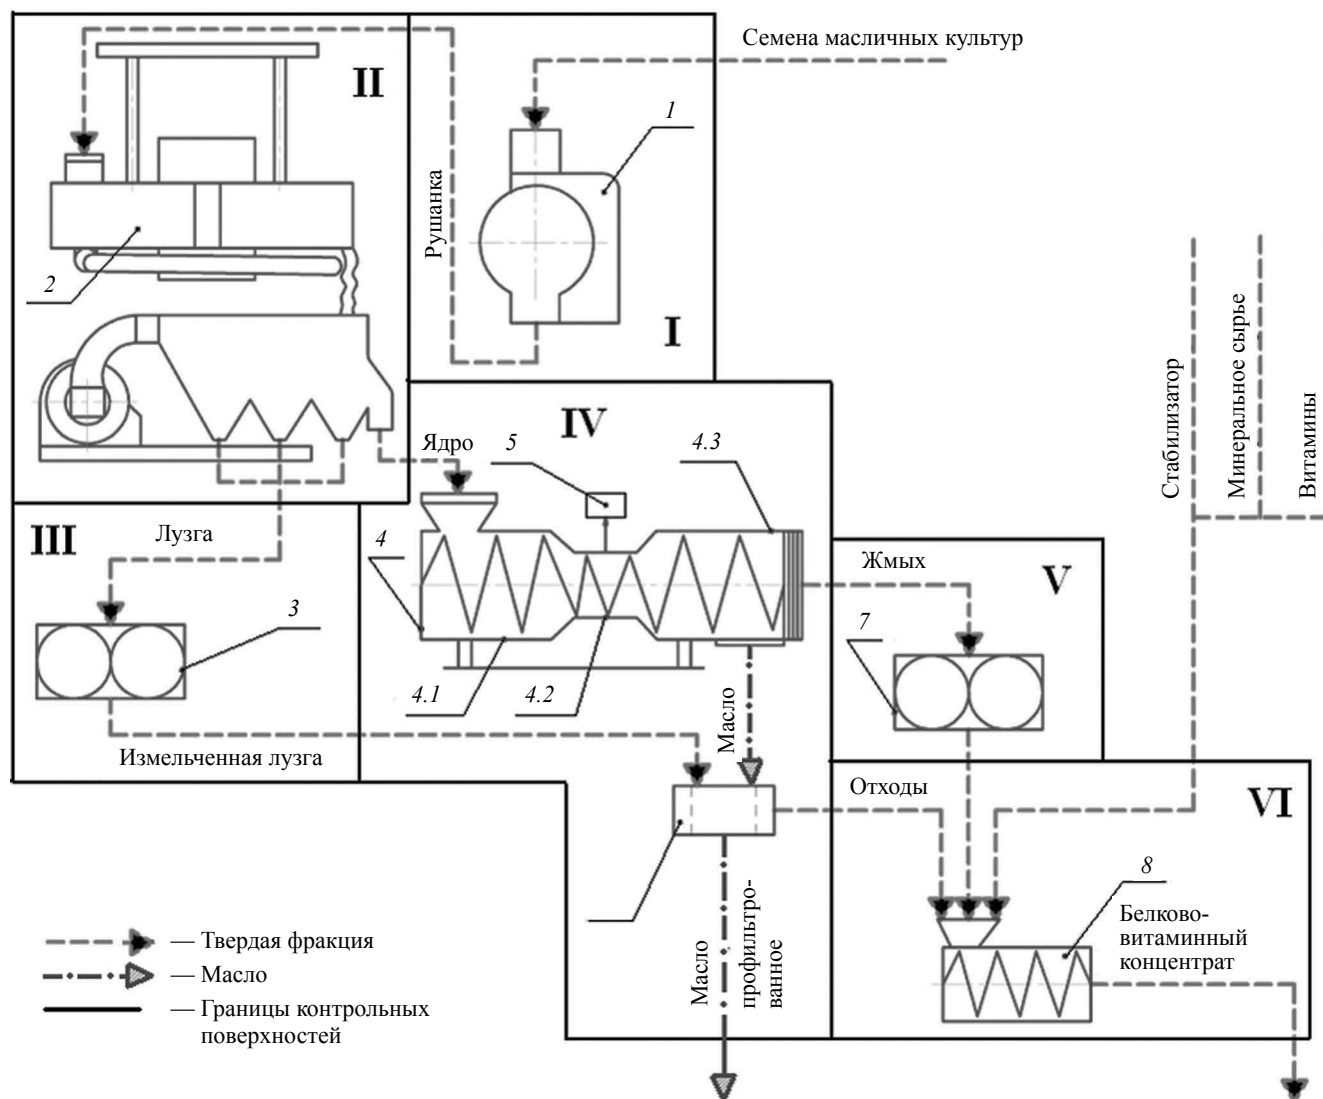 Семена масличных культур
II
1
Рушанка
2
I
Стабилизатор
Минеральное сырье
Витамины
IV
Ядро
5
4.3
III
Лузга
4
Жмых
V
3
7
4.1
4.2
Масло
Измельченная лузга
Отходы
VI
8
Белково-
витаминный
концентрат
Масло
профильтро-
ванное
— Твердая фракция
— Масло
— Границы контрольных
поверхностей